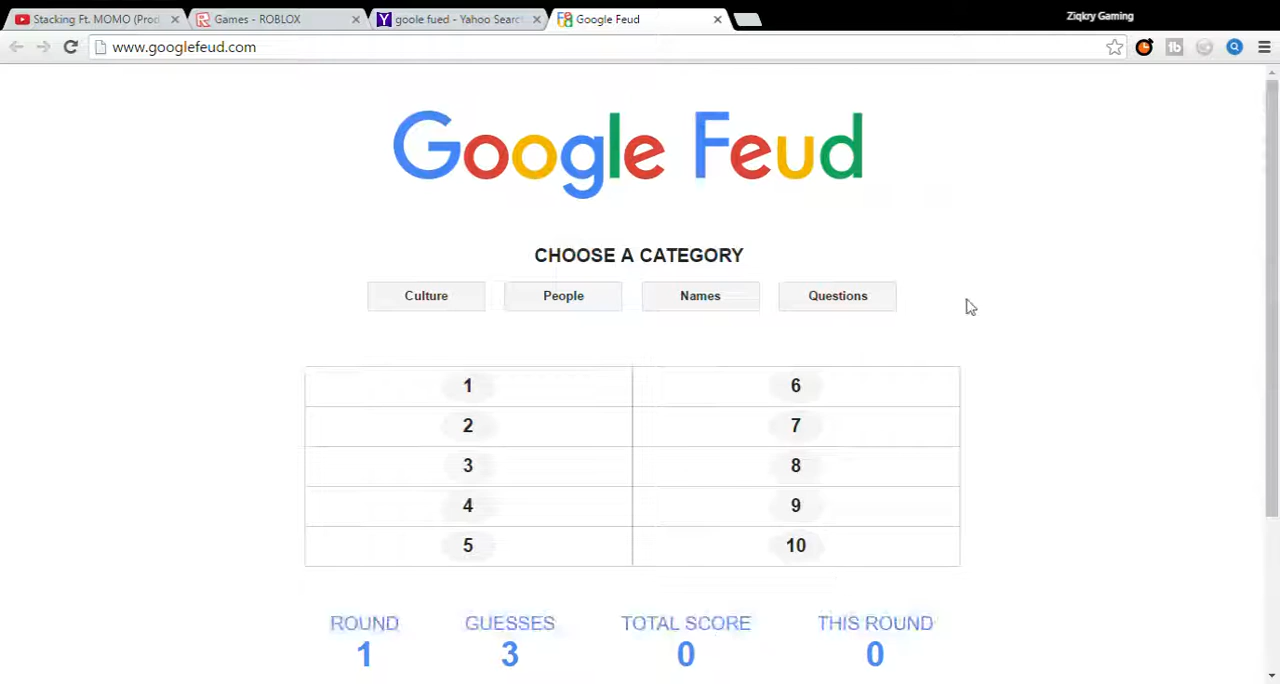 Stacking Ft. MOMO (Prod
Games - ROBLOX
goole fued - Yahoo Searc
Google Feud
Ziqkry Gaming
www.googlefeud.com
Google Feud
CHOOSE A CATEGORY
Culture People Names Questions
1 6
2 7
3 8
4 9
5 10
ROUND GUESSES TOTAL SCORE THIS ROUND
1 3 0 0